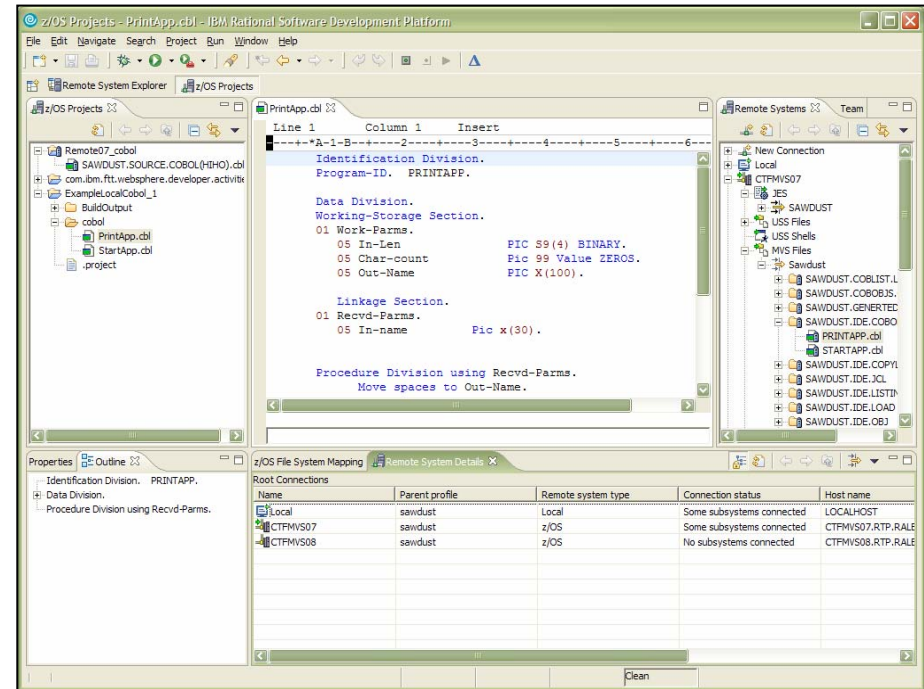 z/OS Projects - PrintApp.cbl - IBM Rational Software Development Platform
File Edit Navigate Search Project Run Window Help
Remote System Explorer z/OS Projects
z/OS Projects
Remote07_cobol
SAWDUST.SOURCE.COBOL(HIHO).cbl
com.ibm.ftt.websphere.developer.activitie
ExampleLocalCobol_1
BuildOutput
cobol
PrintApp.cbl
StartApp.cbl
.project
PrintApp.cbl
Line 1 Column 1 Insert
----+-*A-1-B--+----2----+----3----+----4----+----5----+----6---
Identification Division.
Program-ID. PRINTAPP.
Data Division.
Working-Storage Section.
01 Work-Parms.
05 In-Len PIC S9(4) BINARY.
05 Char-count Pic 99 Value ZEROS.
05 Out-Name PIC X(100).
Linkage Section.
01 Recvd-Parms.
05 In-name Pic x(30).
Procedure Division using Recvd-Parms.
Move spaces to Out-Name.
Remote Systems Team
New Connection
Local
CTFMVS07
JES
SAWDUST
USS Files
USS Shells
MVS Files
Sawdust
SAWDUST.COBLIST.L
SAWDUST.COBOBJS.
SAWDUST.GENERTED
SAWDUST.IDE.COBO
PRINTAPP.cbl
STARTAPP.cbl
SAWDUST.IDE.COPYL
SAWDUST.IDE.JCL
SAWDUST.IDE.LISTIN
SAWDUST.IDE.LOAD
SAWDUST.IDE.OBJ
Properties Outline
Identification Division. PRINTAPP.
Data Division.
Procedure Division using Recvd-Parms.
z/OS File System Mapping Remote System Details
Root Connections
Name Parent profile Remote system type Connection status Host name
Local sawdust Local Some subsystems connected LOCALHOST
CTFMVS07 sawdust z/OS Some subsystems connected CTFMVS07.RTP.RALE
CTFMVS08 sawdust z/OS No subsystems connected CTFMVS08.RTP.RALE
Clean